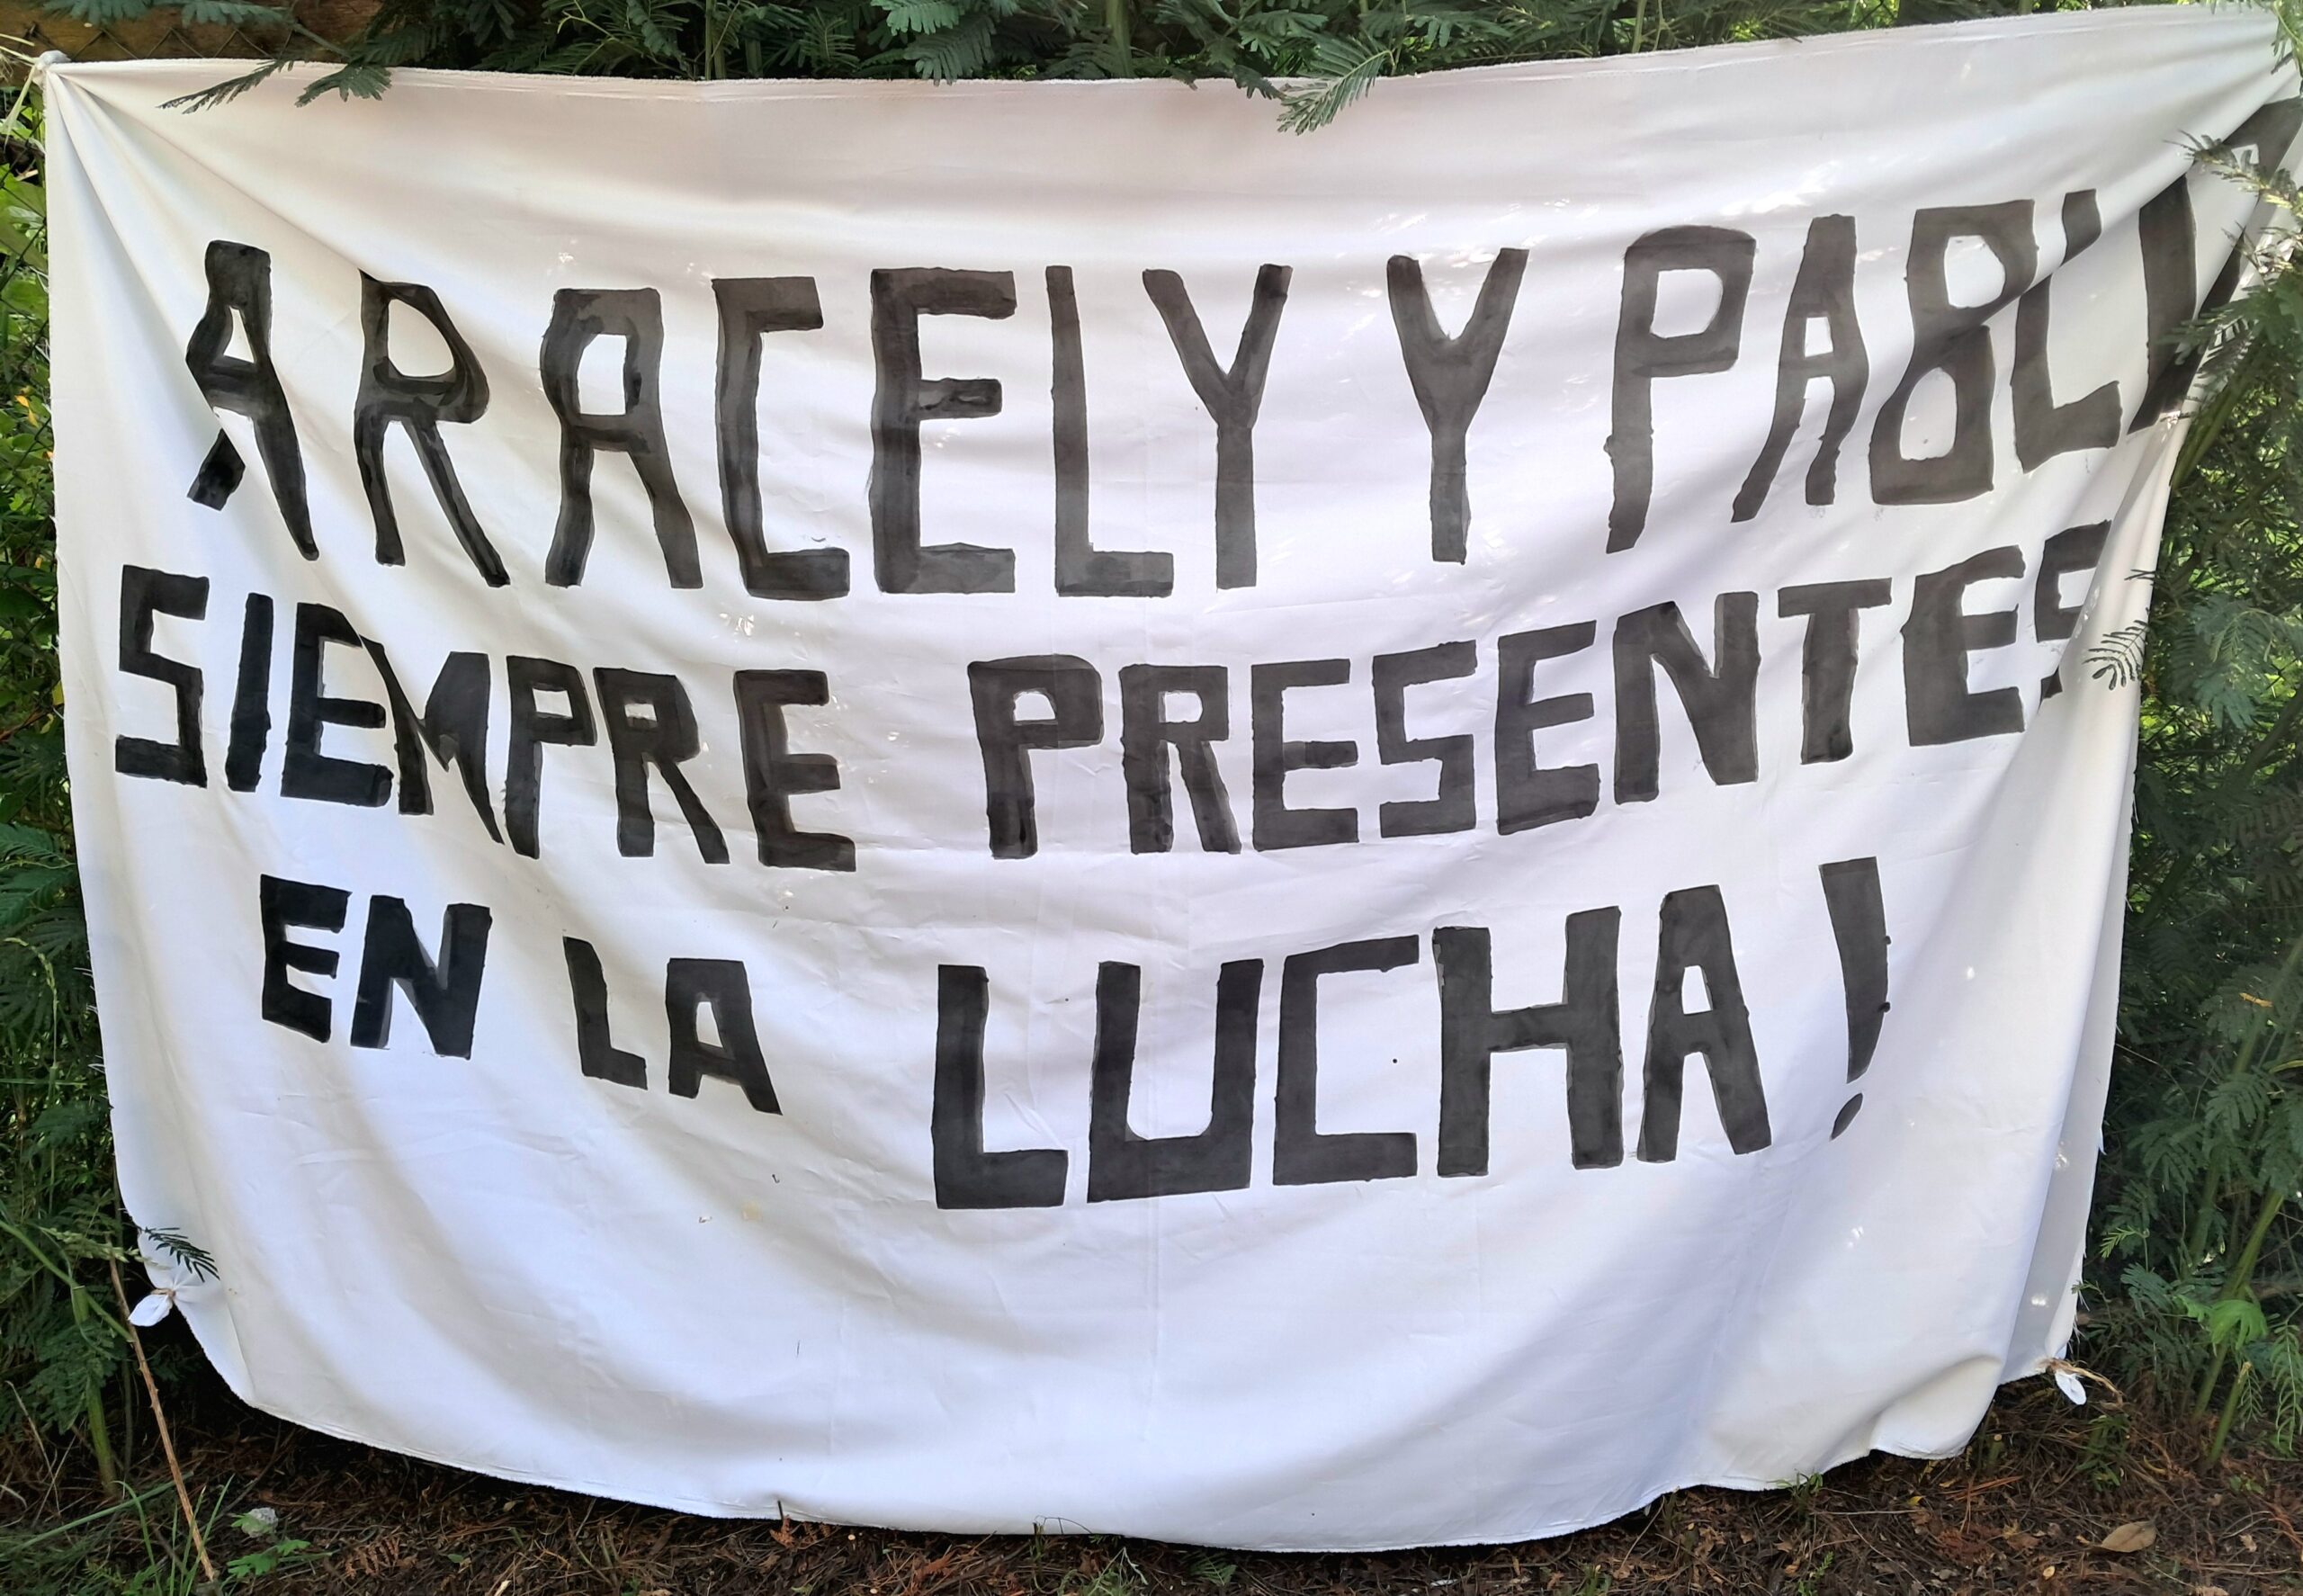 ARACELY Y PABLO
SIEMPRE PRESENTES
EN LA LUCHA!